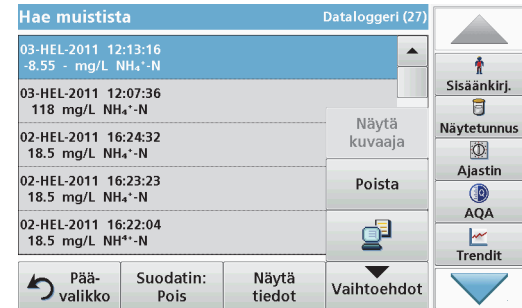 Hae muistista
Dataloggeri (27)
03-HEL-2011 12:13:16
-8.55 - mg/L NH₄⁺-N
03-HEL-2011 12:07:36
118 mg/L NH₄⁺-N
02-HEL-2011 16:24:32
18.5 mg/L NH₄⁺-N
02-HEL-2011 16:23:23
18.5 mg/L NH₄⁺-N
02-HEL-2011 16:22:04
18.5 mg/L NH⁴⁺-N
Näytä
kuvaaja
Poista
Pää-
valikko
Suodatin:
Pois
Näytä
tiedot
Vaihtoehdot
Sisäänkirj.
Näytetunnus
Ajastin
AQA
Trendit